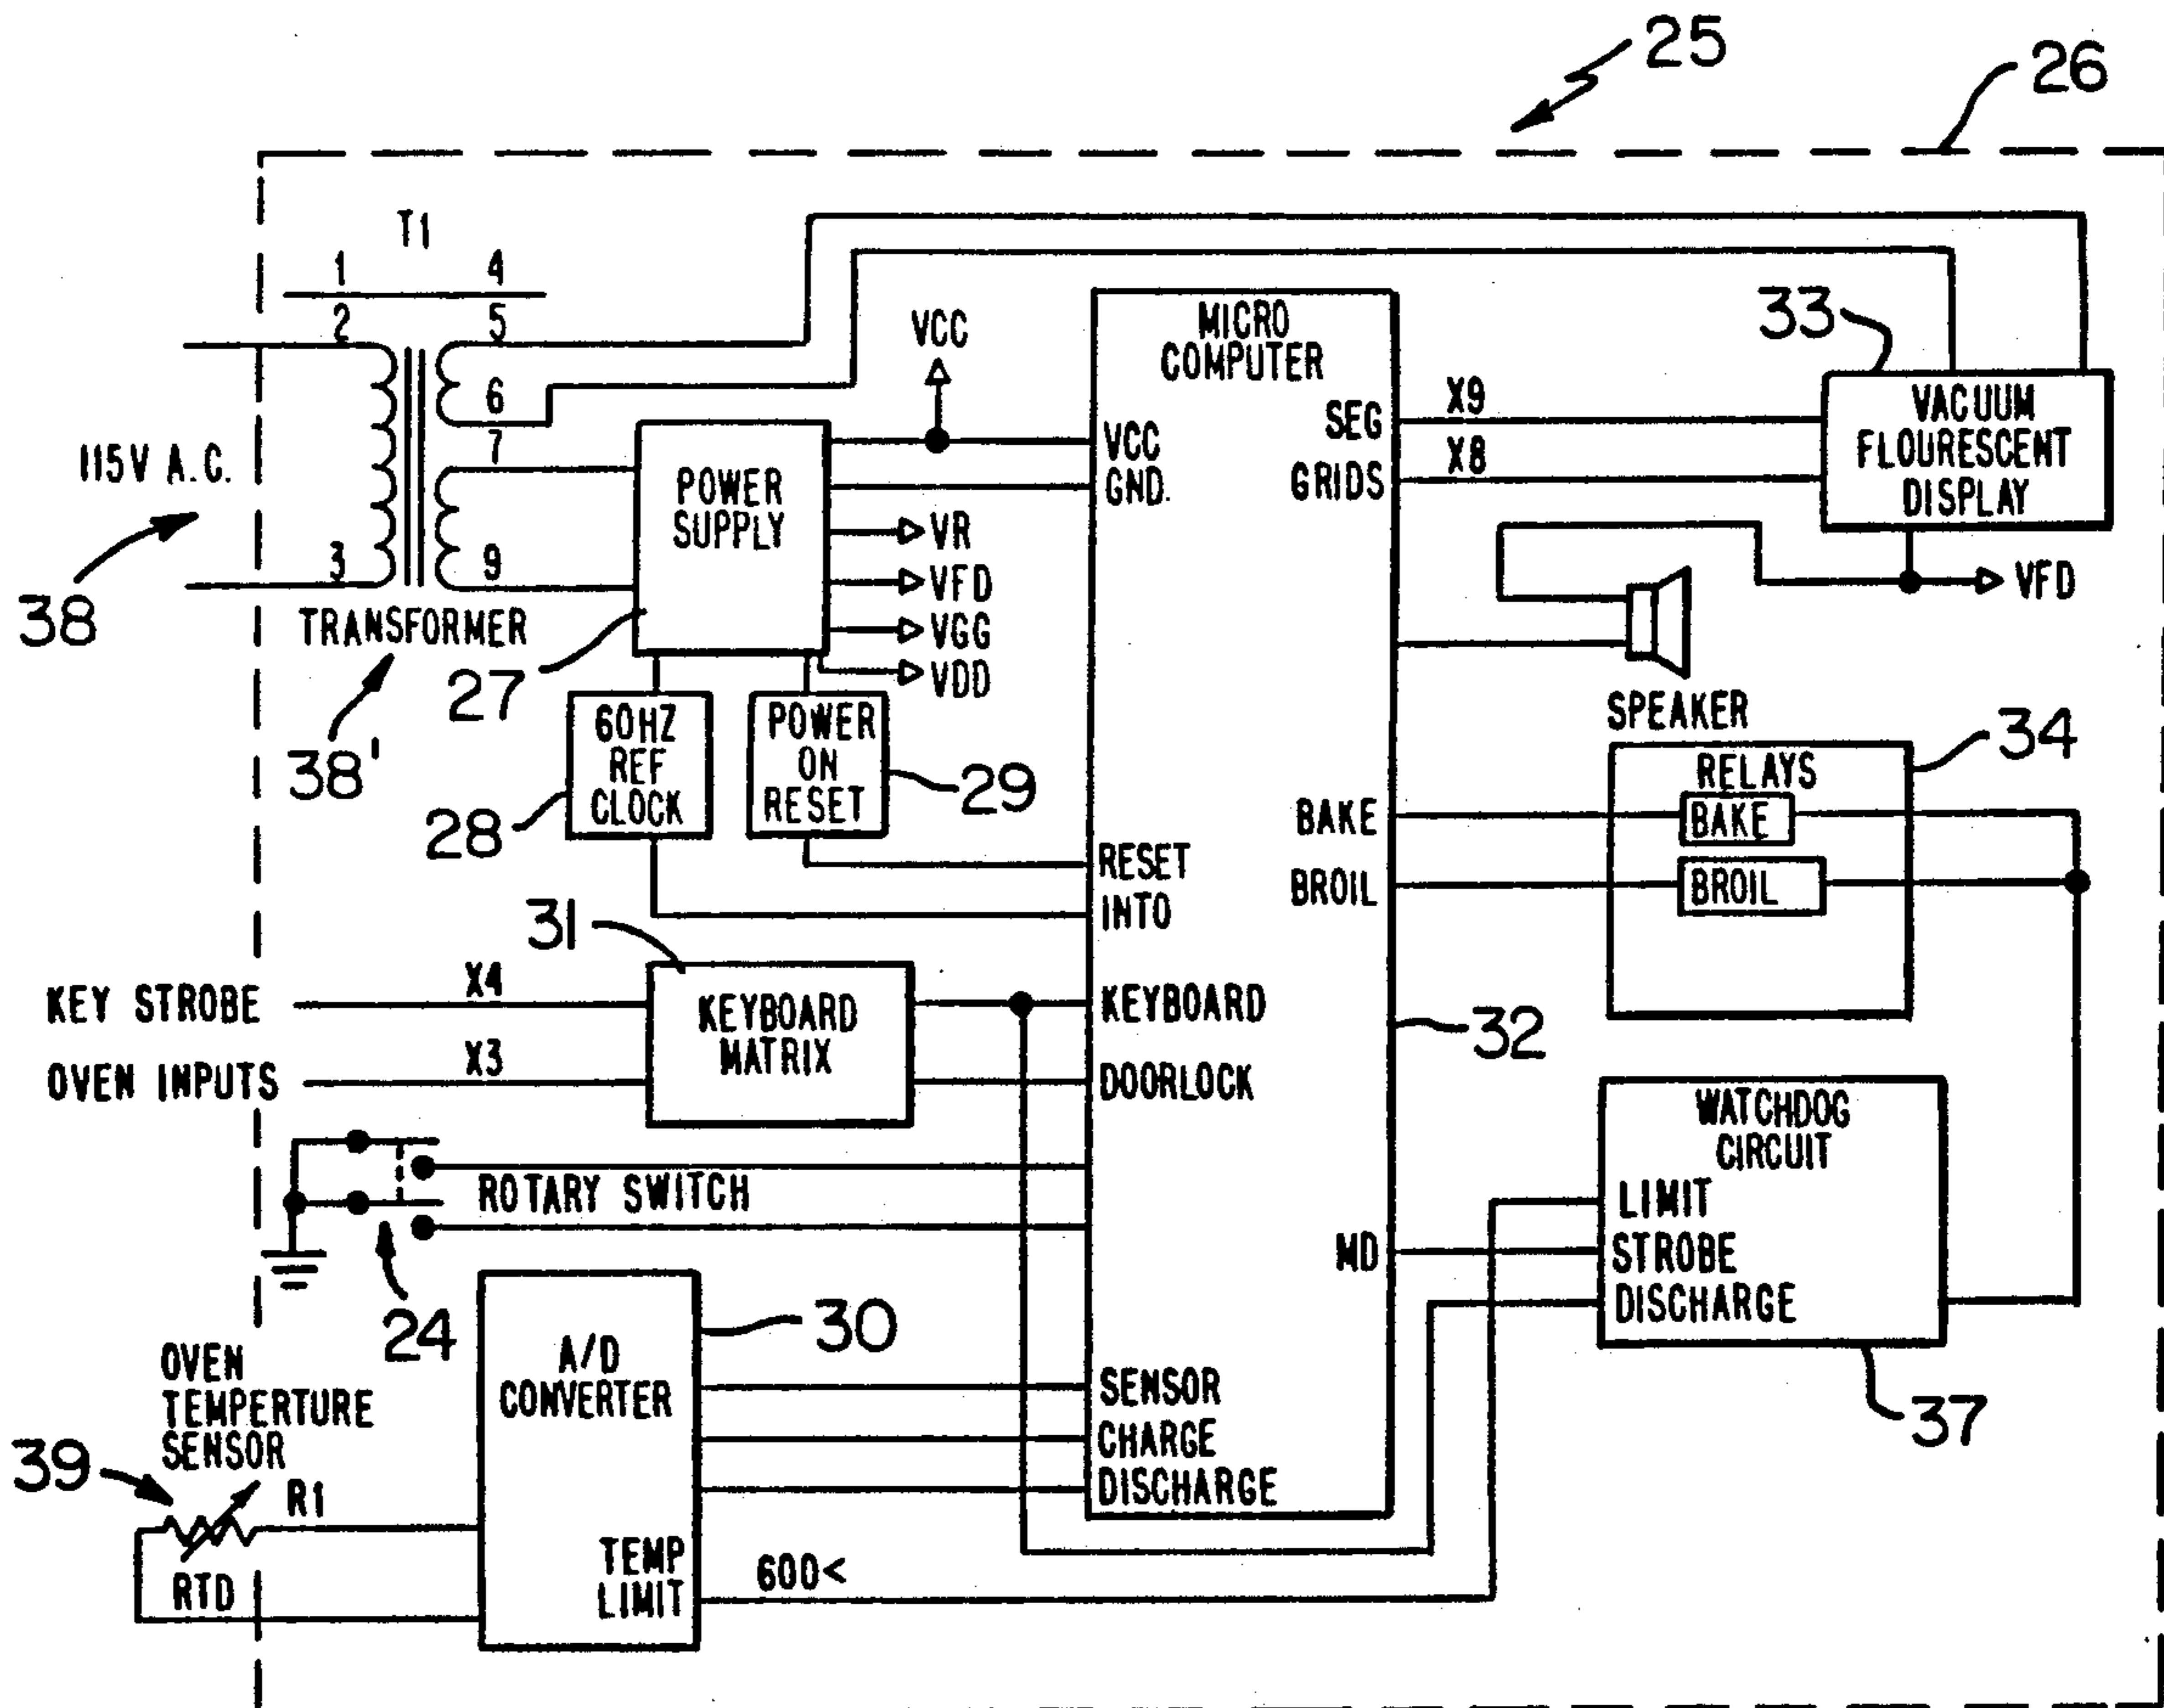 25
26
T1
1 4
2 5
6
7
3 9
115V A.C.
38
TRANSFORMER
38'
VCC
POWER
SUPPLY
27
VR
VFD
VGG
VDD
60HZ
REF
CLOCK
28
POWER
ON
RESET
29
MICRO
COMPUTER
VCC
GND.
RESET
INTO
KEYBOARD
DOORLOCK
SENSOR
CHARGE
DISCHARGE
SEG
GRIDS
BAKE
BROIL
MD
32
X9
X8
33
VACUUM
FLOURESCENT
DISPLAY
VFD
SPEAKER
34
RELAYS
BAKE
BROIL
31
KEY STROBE X4
OVEN INPUTS X3
KEYBOARD
MATRIX
ROTARY SWITCH
24
WATCHDOG
CIRCUIT
LIMIT
STROBE
DISCHARGE
37
OVEN
TEMPERTURE
SENSOR
39
R1
RTD
A/D
CONVERTER
30
TEMP
LIMIT
600<